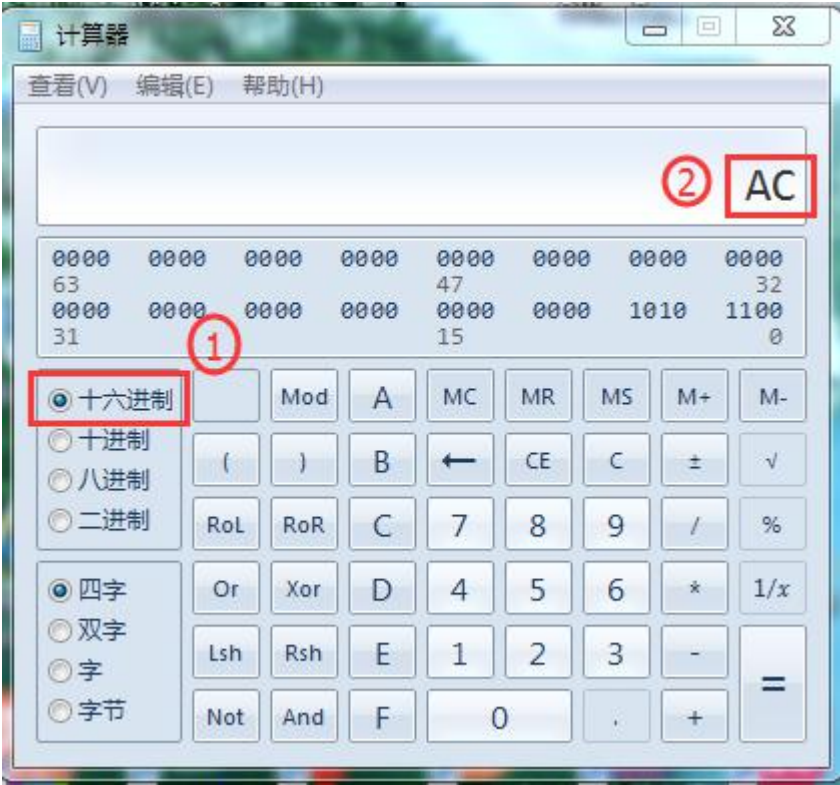 计算器
查看(V) 编辑(E) 帮助(H)
② AC
0000 0000 0000 0000 0000 0000 0000 0000
63 47 32
0000 0000 0000 0000 0000 0000 1010 1100
31 15 0
①
十六进制 Mod A MC MR MS M+ M-
十进制
( ) B ← CE C ± √
八进制
二进制 RoL RoR C 7 8 9 / %
四字 Or Xor D 4 5 6 * 1/x
双字
Lsh Rsh E 1 2 3 - =
字
字节 Not And F 0 . +